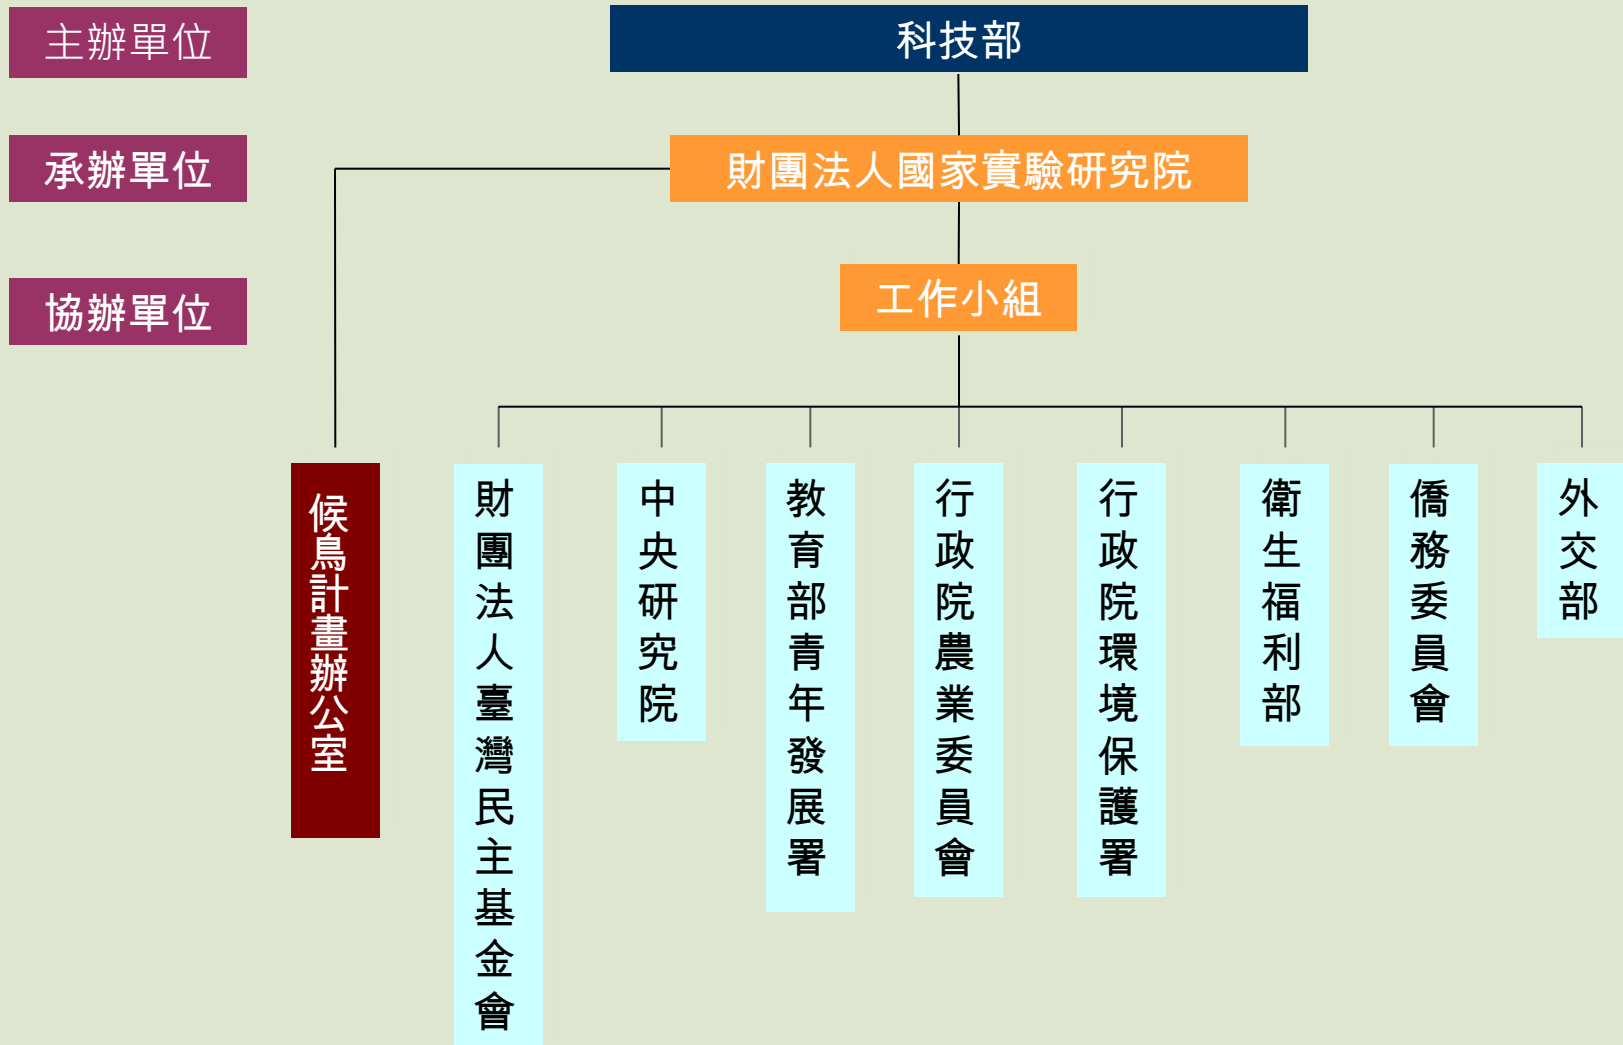 主辦單位
科技部
承辦單位
財團法人國家實驗研究院
協辦單位
工作小組
候鳥計畫辦公室
財團法人臺灣民主基金會
中央研究院
教育部青年發展署
行政院農業委員會
行政院環境保護署
衛生福利部
僑務委員會
外交部